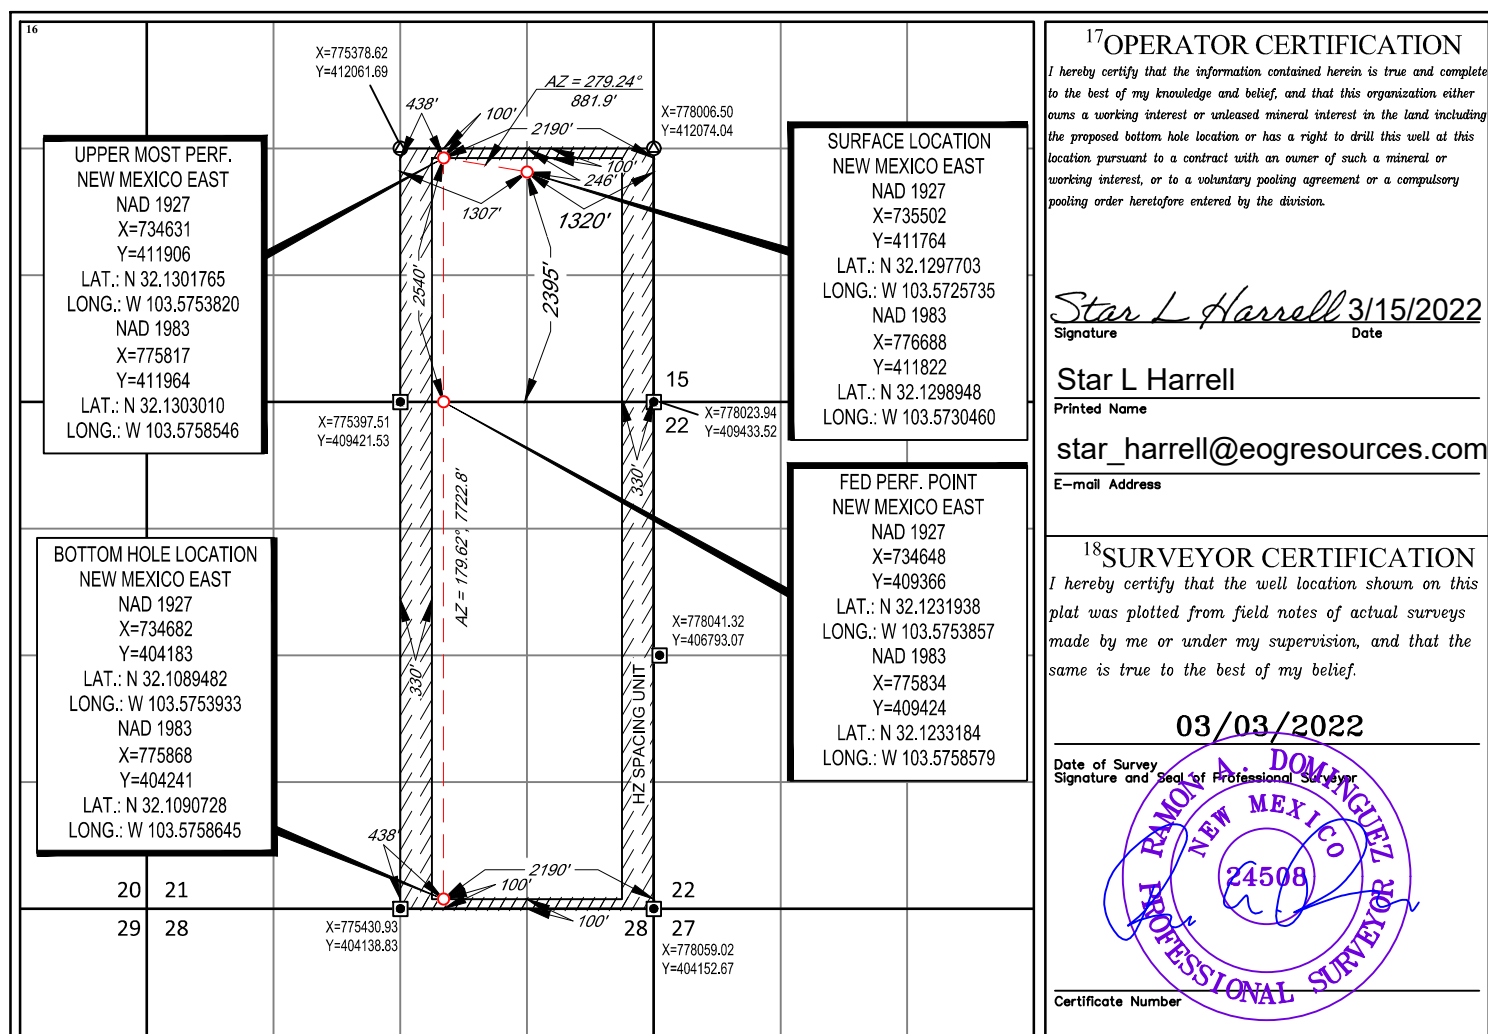 16
X=775378.62
Y=412061.69
AZ = 279.24°
881.9'
438'
100'
2190'
X=778006.50
Y=412074.04
100'
246'
1307'
1320'
2540'
2395'
UPPER MOST PERF.
NEW MEXICO EAST
NAD 1927
X=734631
Y=411906
LAT.: N 32.1301765
LONG.: W 103.5753820
NAD 1983
X=775817
Y=411964
LAT.: N 32.1303010
LONG.: W 103.5758546
SURFACE LOCATION
NEW MEXICO EAST
NAD 1927
X=735502
Y=411764
LAT.: N 32.1297703
LONG.: W 103.5725735
NAD 1983
X=776688
Y=411822
LAT.: N 32.1298948
LONG.: W 103.5730460
15
22
X=775397.51
Y=409421.53
X=778023.94
Y=409433.52
330'
AZ = 179.62°, 7722.8'
FED PERF. POINT
NEW MEXICO EAST
NAD 1927
X=734648
Y=409366
LAT.: N 32.1231938
LONG.: W 103.5753857
NAD 1983
X=775834
Y=409424
LAT.: N 32.1233184
LONG.: W 103.5758579
BOTTOM HOLE LOCATION
NEW MEXICO EAST
NAD 1927
X=734682
Y=404183
LAT.: N 32.1089482
LONG.: W 103.5753933
NAD 1983
X=775868
Y=404241
LAT.: N 32.1090728
LONG.: W 103.5758645
X=778041.32
Y=406793.07
330'
HZ SPACING UNIT
438'
2190'
100'
100'
20 21
29 28
22
28 27
X=775430.93
Y=404138.83
X=778059.02
Y=404152.67
17 OPERATOR CERTIFICATION
I hereby certify that the information contained herein is true and complete
to the best of my knowledge and belief, and that this organization either
owns a working interest or unleased mineral interest in the land including
the proposed bottom hole location or has a right to drill this well at this
location pursuant to a contract with an owner of such a mineral or
working interest, or to a voluntary pooling agreement or a compulsory
pooling order heretofore entered by the division.
Star L Harrell 3/15/2022
Signature Date
Star L Harrell
Printed Name
star_harrell@eogresources.com
E-mail Address
18 SURVEYOR CERTIFICATION
I hereby certify that the well location shown on this
plat was plotted from field notes of actual surveys
made by me or under my supervision, and that the
same is true to the best of my belief.
03/03/2022
Date of Survey
Signature and Seal of Professional Surveyor
RAMON A. DOMINGUEZ
NEW MEXICO
24508
PROFESSIONAL SURVEYOR
Certificate Number